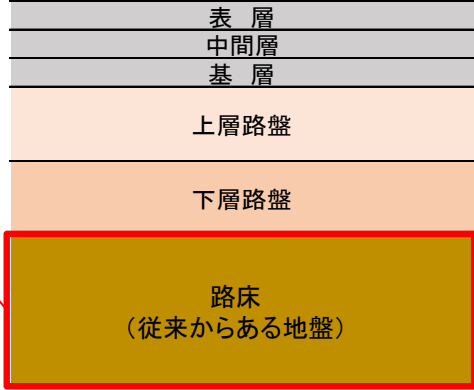 表 層
中間層
基 層
上層路盤
下層路盤
路床
（従来からある地盤）